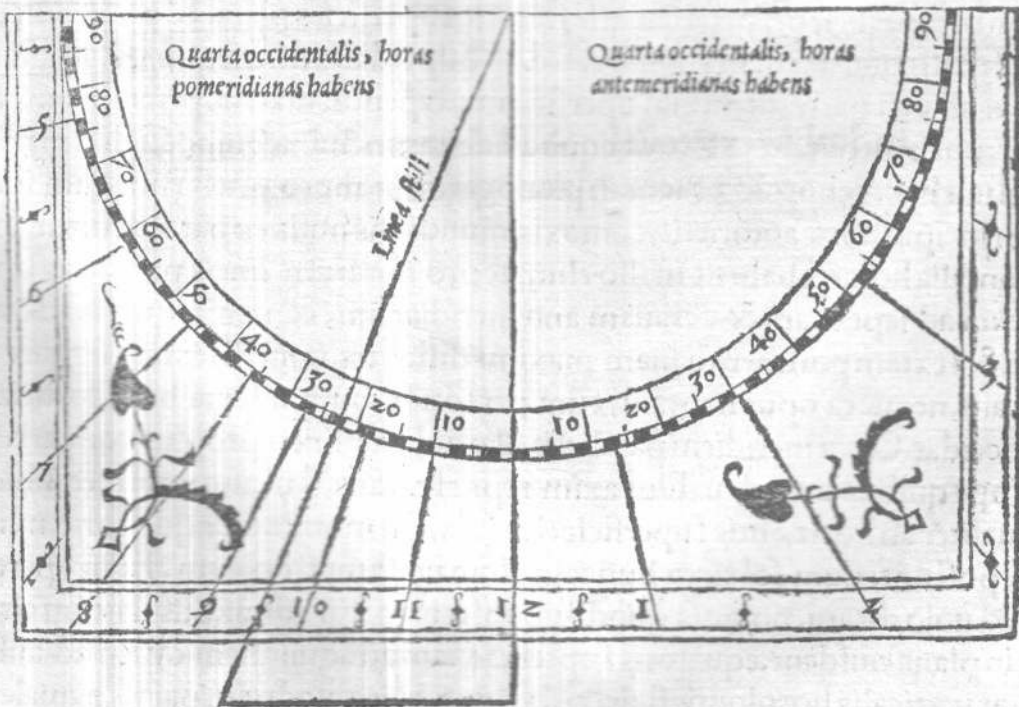 Quarta occidentalis, horas
pomeridianas habens
Quarta occidentalis, horas
antemeridianas habens
Linea stili
90 80 70 60 40 30 20 10
10 20 30 40 50 60 70 80 90
5
6
7
8 9 10 11 12 1 2
3